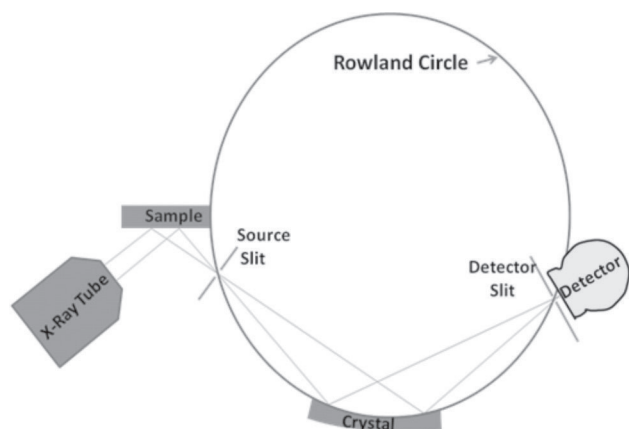 Rowland Circle
Sample
Source
Slit
X-Ray Tube
Detector
Slit
Detector
Crystal